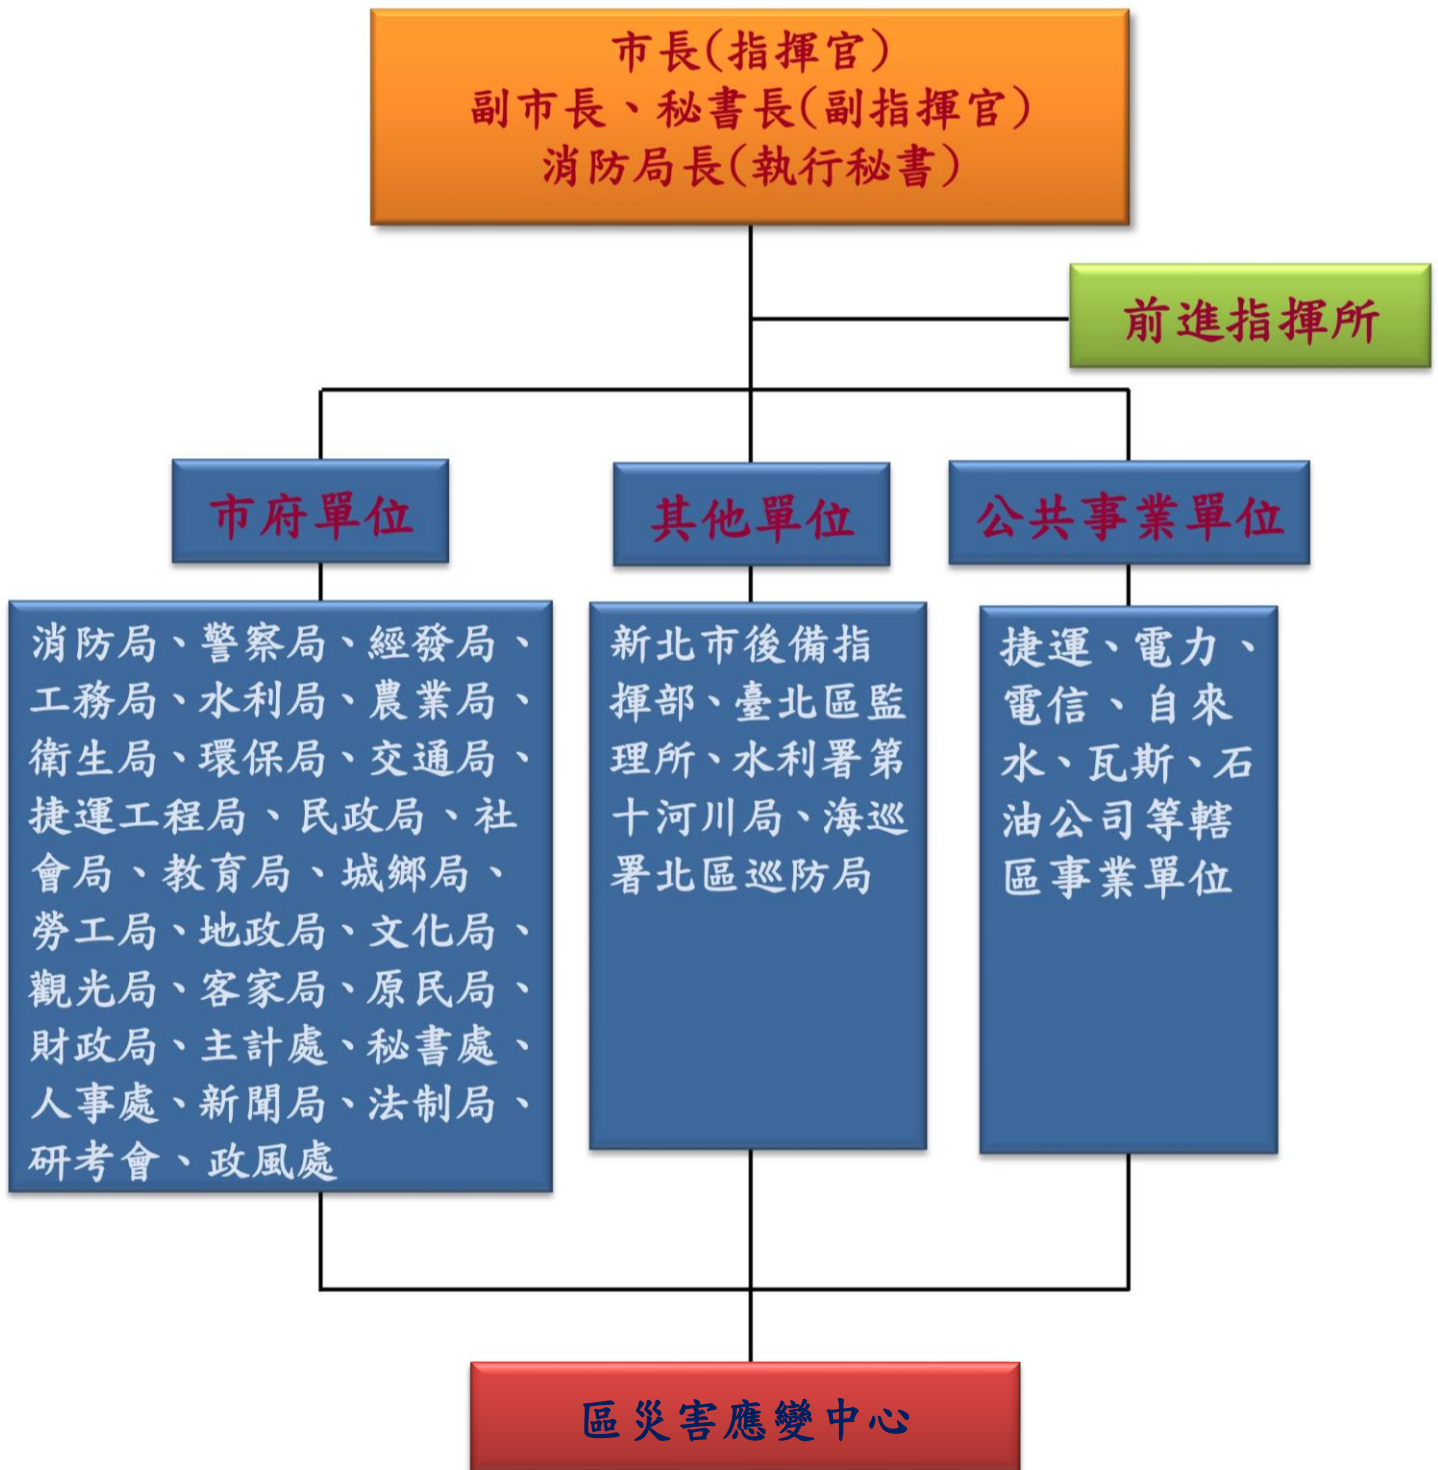 市長(指揮官)
副市長、秘書長(副指揮官)
消防局長(執行秘書)
前進指揮所
市府單位
其他單位
公共事業單位
消防局、警察局、經發局、
工務局、水利局、農業局、
衛生局、環保局、交通局、
捷運工程局、民政局、社
會局、教育局、城鄉局、
勞工局、地政局、文化局、
觀光局、客家局、原民局、
財政局、主計處、秘書處、
人事處、新聞局、法制局、
研考會、政風處
新北市後備指
揮部、臺北區監
理所、水利署第
十河川局、海巡
署北區巡防局
捷運、電力、
電信、自來
水、瓦斯、石
油公司等轄
區事業單位
區災害應變中心